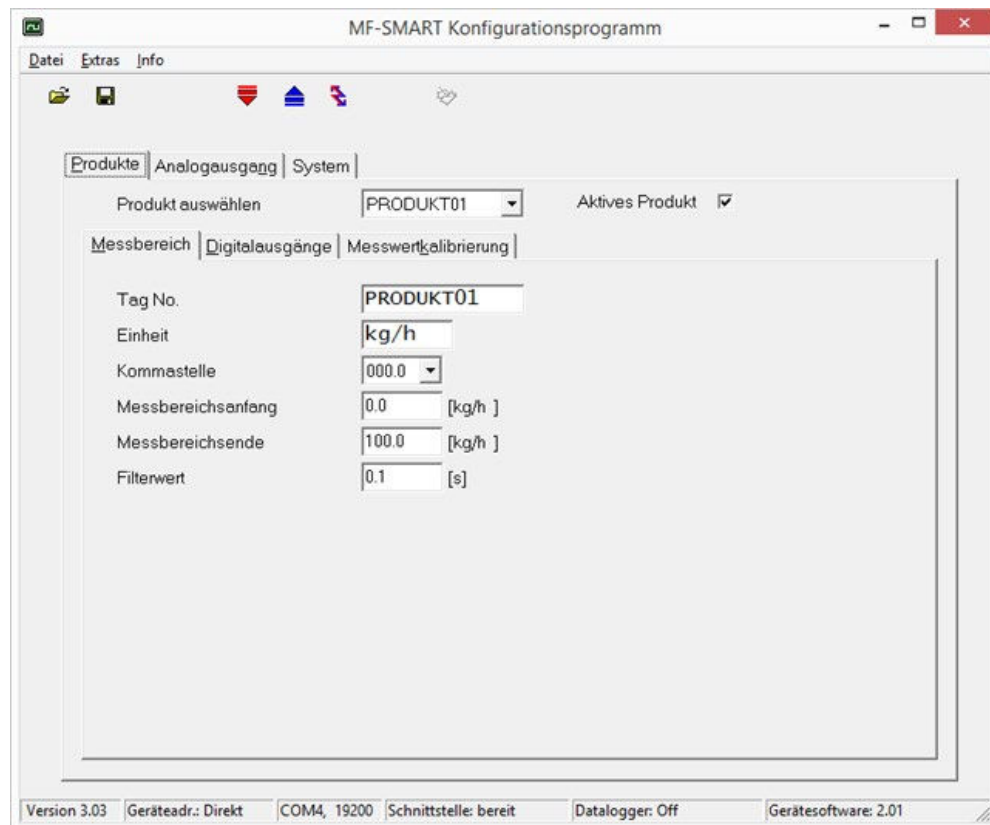 MF-SMART Konfigurationsprogramm
Datei Extras Info
Produkte Analogausgang System
Produkt auswählen PRODUKT01 Aktives Produkt
Messbereich Digitalausgänge Messwertkalibrierung
Tag No. PRODUKT01
Einheit kg/h
Kommastelle 000.0
Messbereichsanfang 0.0 [kg/h ]
Messbereichsende 100.0 [kg/h ]
Filterwert 0.1 [s]
Version 3.03 Geräteadr.: Direkt COM4, 19200 Schnittstelle: bereit Datalogger: Off Gerätesoftware: 2.01